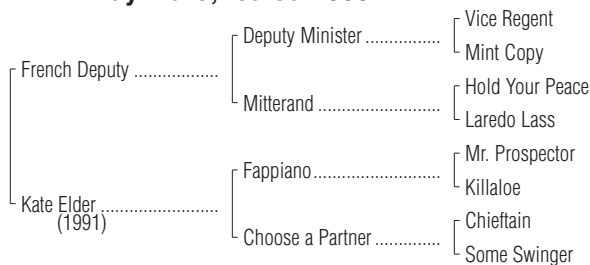 Vice Regent
Deputy Minister ................
Mint Copy
French Deputy ..................
Hold Your Peace
Mitterand ..........................
Laredo Lass
Mr. Prospector
Fappiano...........................
Killaloe
Kate Elder .........................
(1991)
Chieftain
Choose a Partner..............
Some Swinger